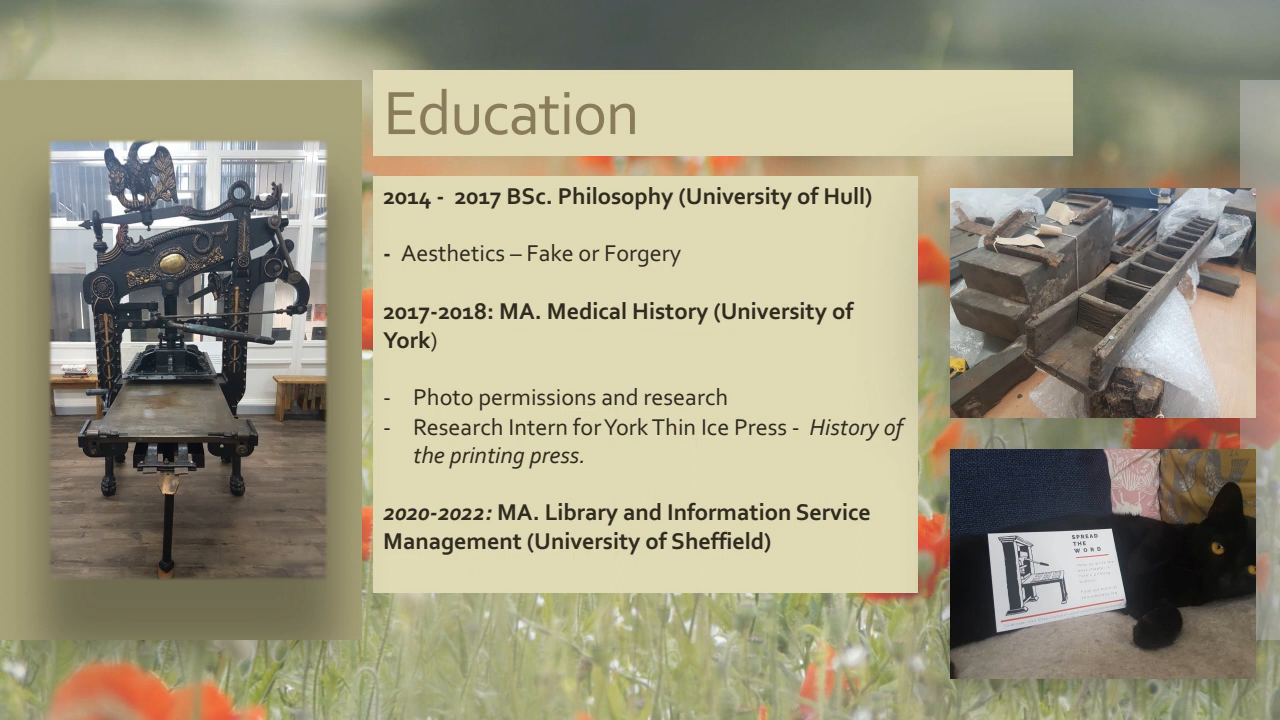 Education
2014 -  2017 BSc. Philosophy (University of Hull)
-  Aesthetics – Fake or Forgery
2017-2018: MA. Medical History (University of
York)
-   Photo permissions and research
-   Research Intern for York Thin Ice Press -  History of
the printing press.
2020-2022: MA. Library and Information Service
Management (University of Sheffield)
SPREAD
THE
WORD